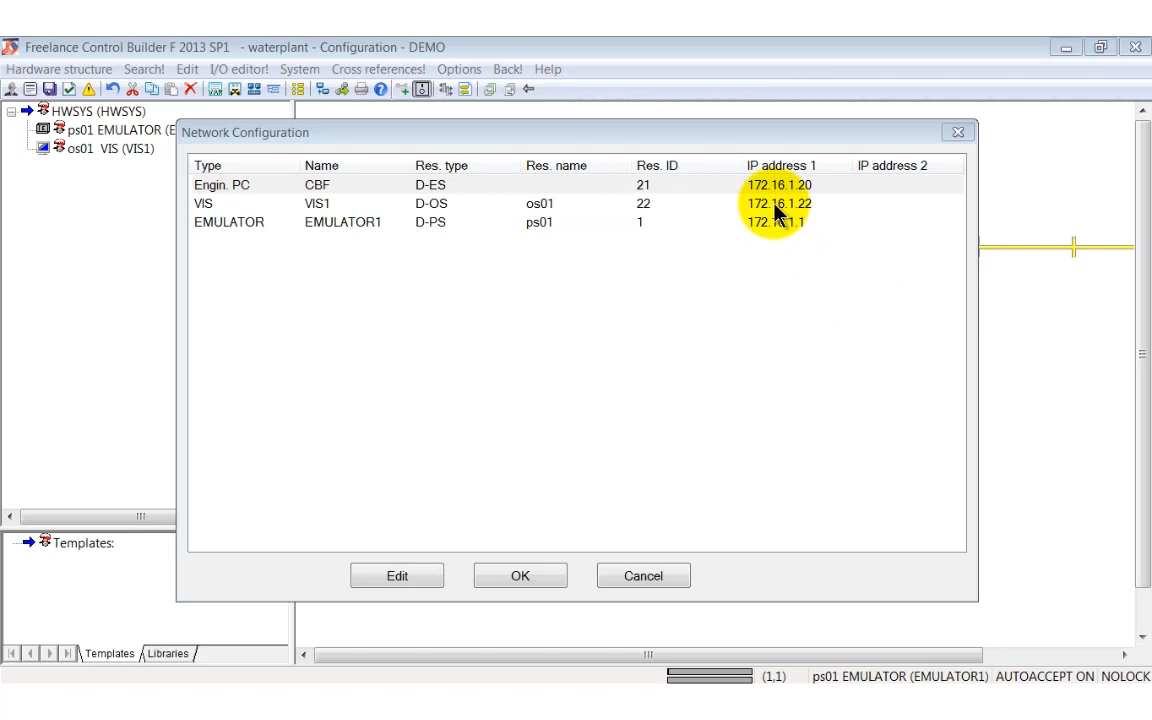 Freelance Control Builder F 2013 SP1 - waterplant - Configuration - DEMO
Hardware structure Search! Edit I/O editor! System Cross references! Options Back! Help
HWSYS (HWSYS)
ps01 EMULATOR (E
os01 VIS (VIS1)
Network Configuration
Type Name Res. type Res. name Res. ID IP address 1 IP address 2
Engin. PC CBF D-ES 21 172.16.1.20
VIS VIS1 D-OS os01 22 172.16.1.22
EMULATOR EMULATOR1 D-PS ps01 1
Edit OK Cancel
Templates:
Templates Libraries
(1,1) ps01 EMULATOR (EMULATOR1) AUTOACCEPT ON NOLOCK